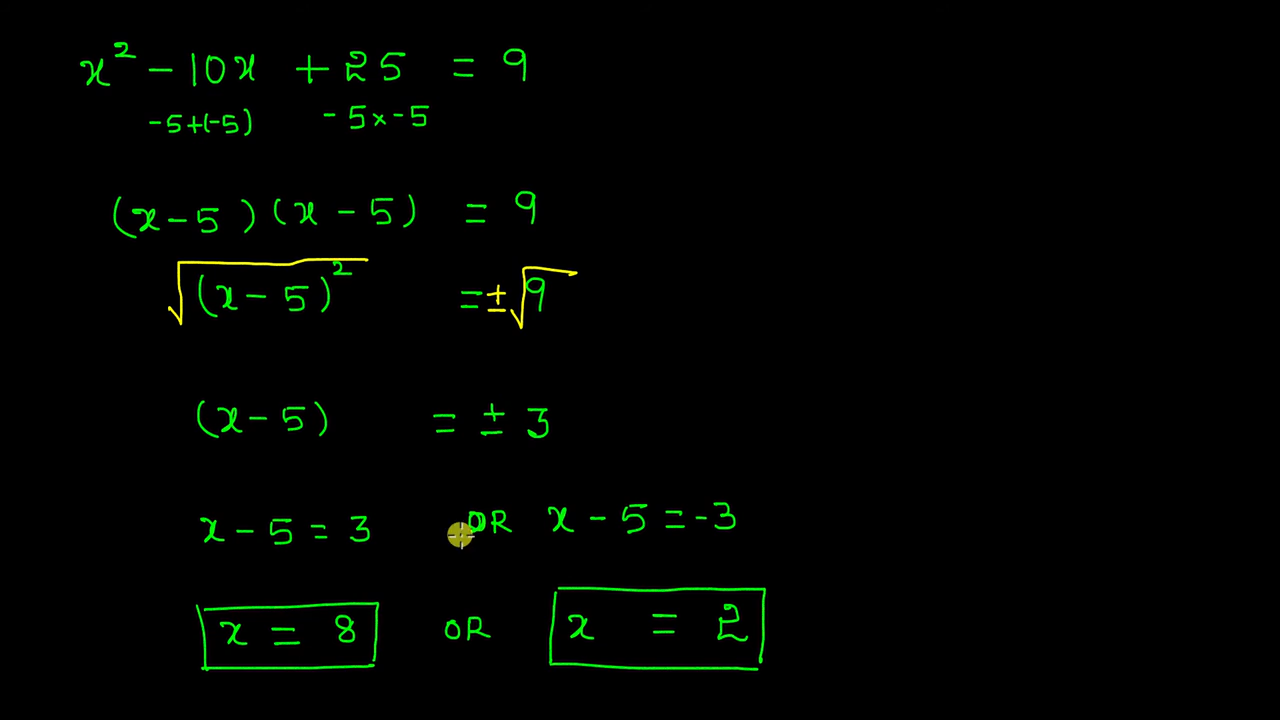 x² - 10x + 25 = 9
-5+(-5) -5×-5
(x-5)(x-5) = 9
√(x-5)² = ±√9
(x-5) = ± 3
x-5=3 OR x-5=-3
x = 8 OR x = 2